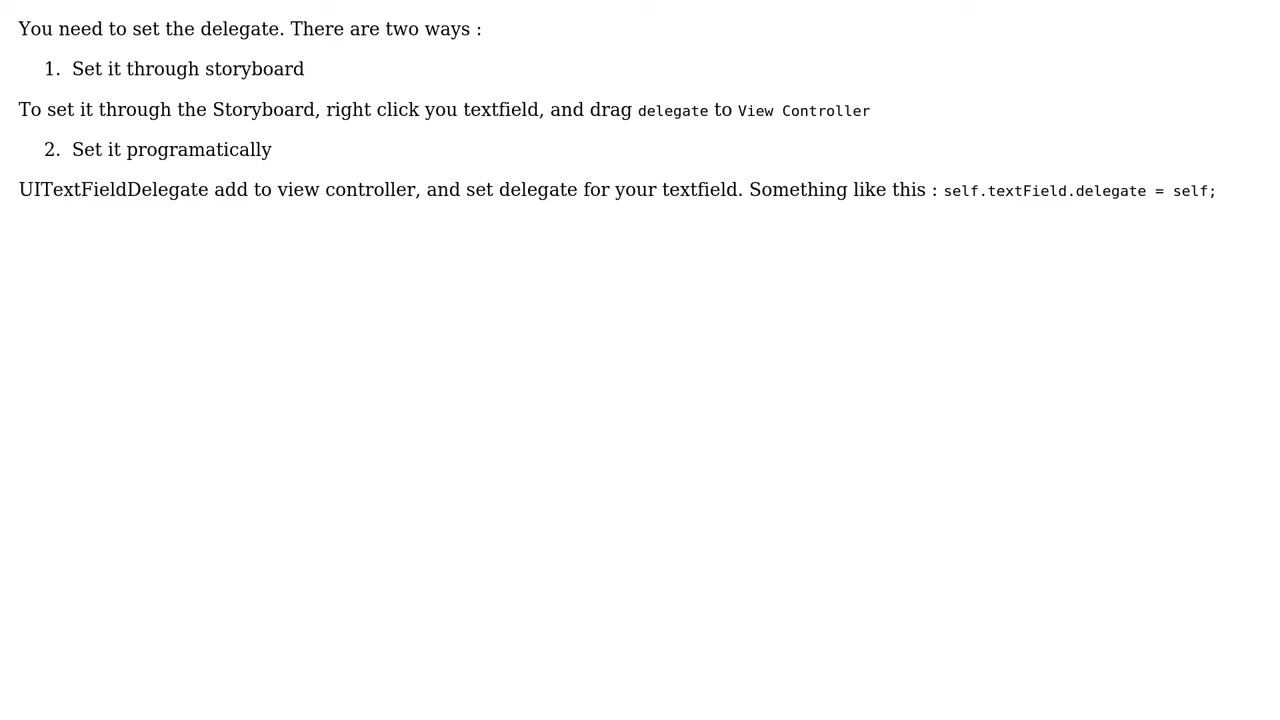 You need to set the delegate. There are two ways :
1. Set it through storyboard
To set it through the Storyboard, right click you textfield, and drag delegate to View Controller
2. Set it programatically
UITextFieldDelegate add to view controller, and set delegate for your textfield. Something like this : self.textField.delegate = self;